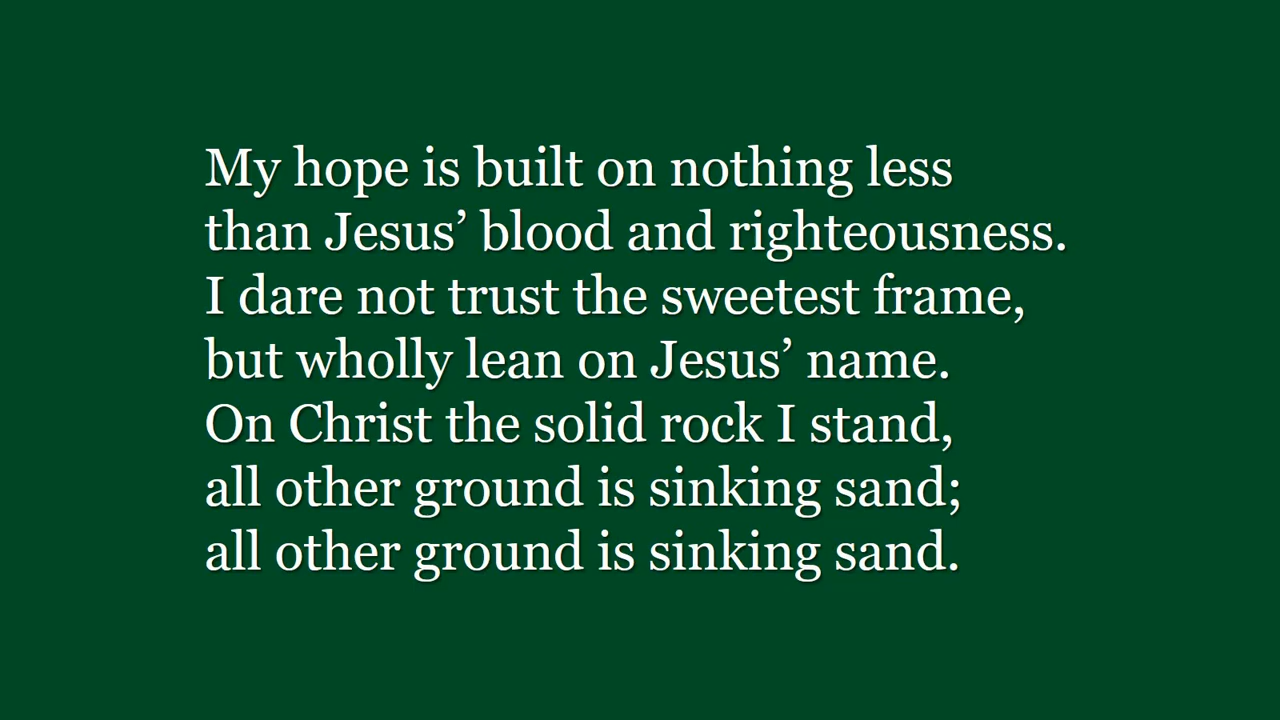 My hope is built on nothing less
than Jesus’ blood and righteousness.
I dare not trust the sweetest frame,
but wholly lean on Jesus’ name.
On Christ the solid rock I stand,
all other ground is sinking sand;
all other ground is sinking sand.